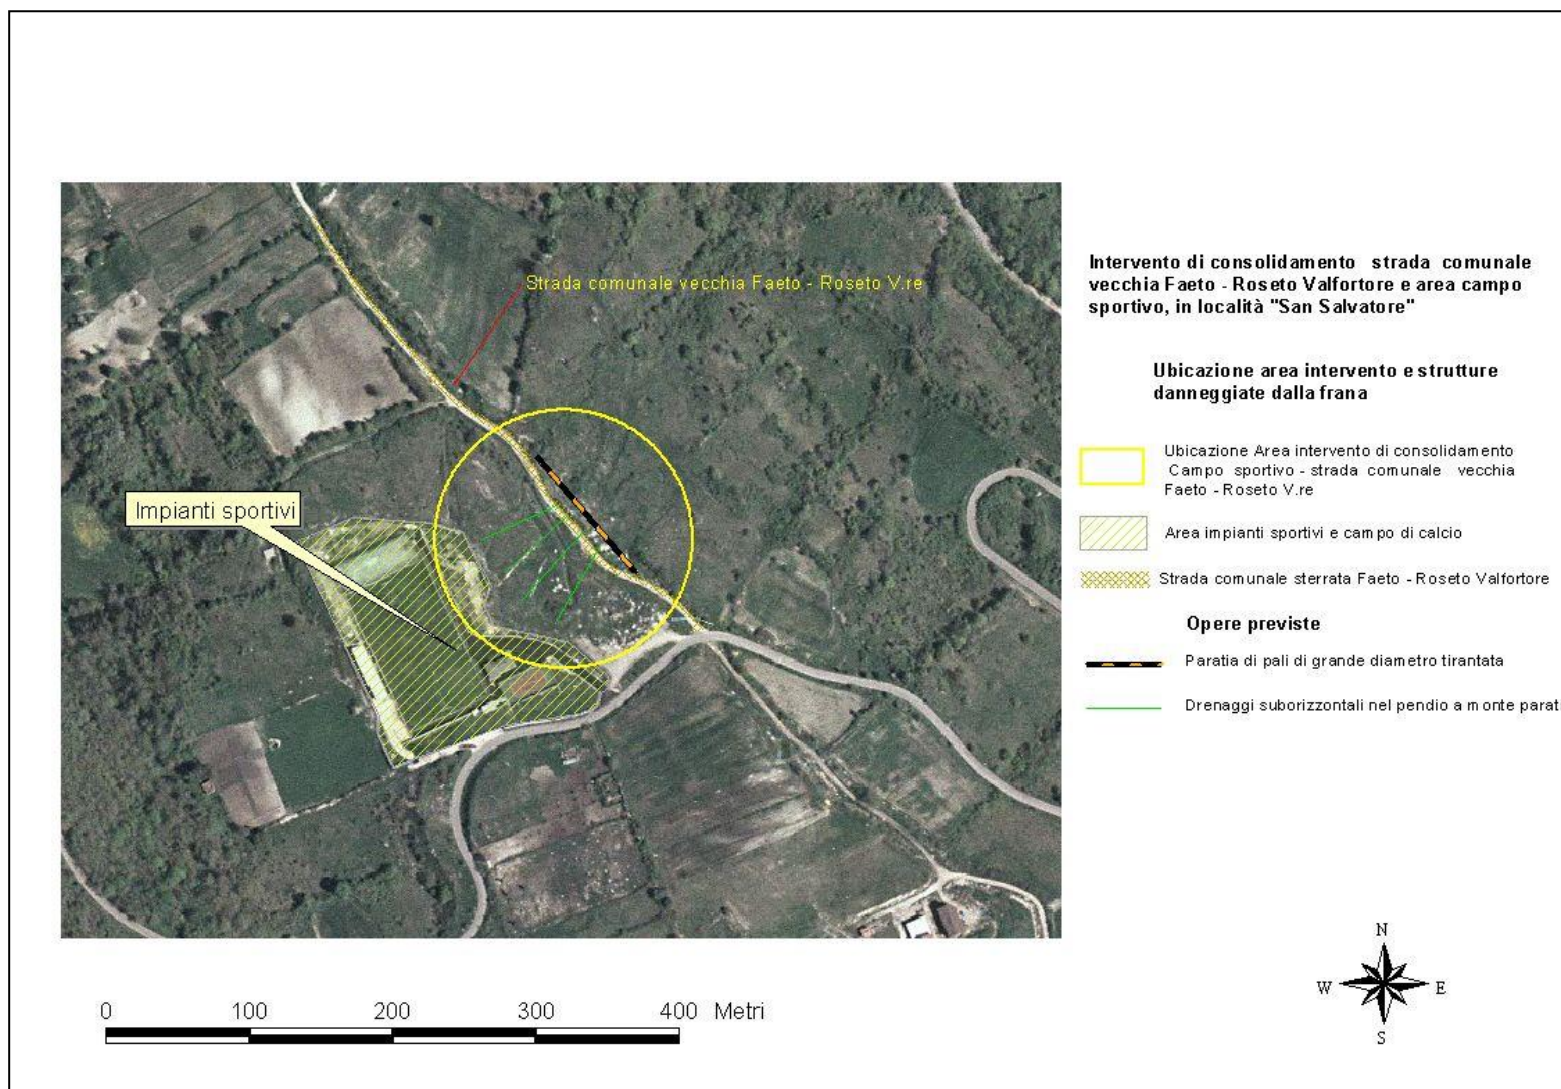 Strada comunale vecchia Faeto - Roseto V.re
Impianti sportivi
Intervento di consolidamento strada comunale
vecchia Faeto - Roseto Valfortore e area campo
sportivo, in località "San Salvatore"
Ubicazione area intervento e strutture
danneggiate dalla frana
Ubicazione Area intervento di consolidamento
Campo sportivo - strada comunale vecchia
Faeto - Roseto V.re
Area impianti sportivi e campo di calcio
Strada comunale sterrata Faeto - Roseto Valfortore
Opere previste
Paratia di pali di grande diametro tirantata
Drenaggi suborizzontali nel pendio a monte parati
0 100 200 300 400 Metri
N
W E
S